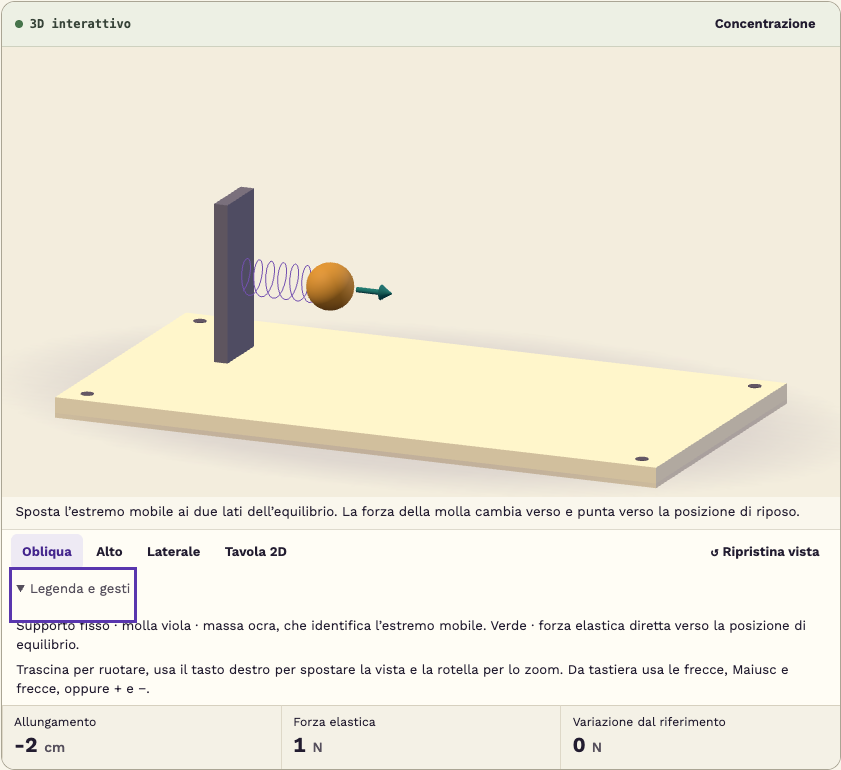 3D interattivo
Concentrazione
Sposta l’estremo mobile ai due lati dell’equilibrio. La forza della molla cambia verso e punta verso la posizione di riposo.
Obliqua Alto Laterale Tavola 2D
↺ Ripristina vista
▼ Legenda e gesti
Supporto fisso · molla viola · massa ocra, che identifica l’estremo mobile. Verde · forza elastica diretta verso la posizione di
equilibrio.
Trascina per ruotare, usa il tasto destro per spostare la vista e la rotella per lo zoom. Da tastiera usa le frecce, Maiusc e
frecce, oppure + e −.
Allungamento
-2 cm
Forza elastica
1 N
Variazione dal riferimento
0 N